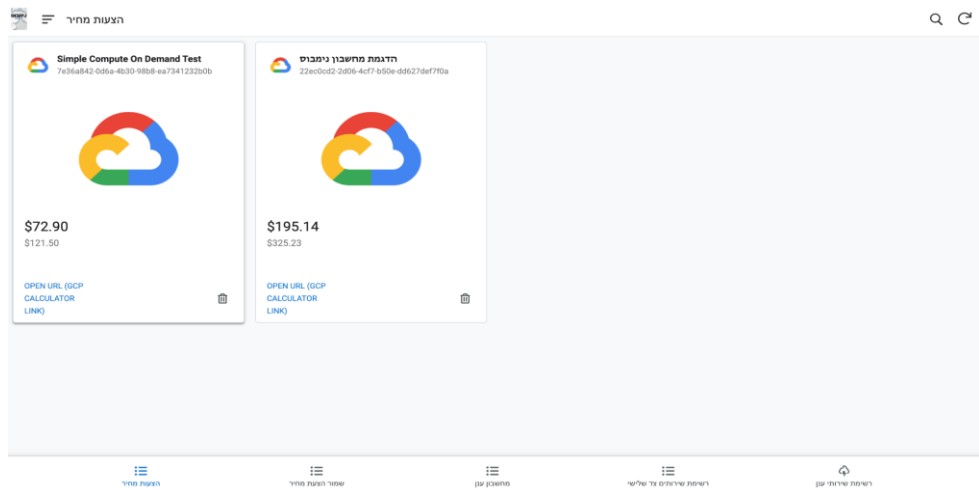 הצעות מחיר
Simple Compute On Demand Test
7e36a842-0d6a-4b30-98b8-ea7341232b0b
$72.90
$121.50
OPEN URL (GCP
CALCULATOR
LINK)
הדגמת מחשבון נימבוס
22ec0cd2-2d06-4cf7-b50e-dd627def7f0a
$195.14
$325.23
OPEN URL (GCP
CALCULATOR
LINK)
הצעות מחיר
שמור הצעת מחיר
מחשבון ענן
רשימת שירותים צד שלישי
רשימת שירותי ענן